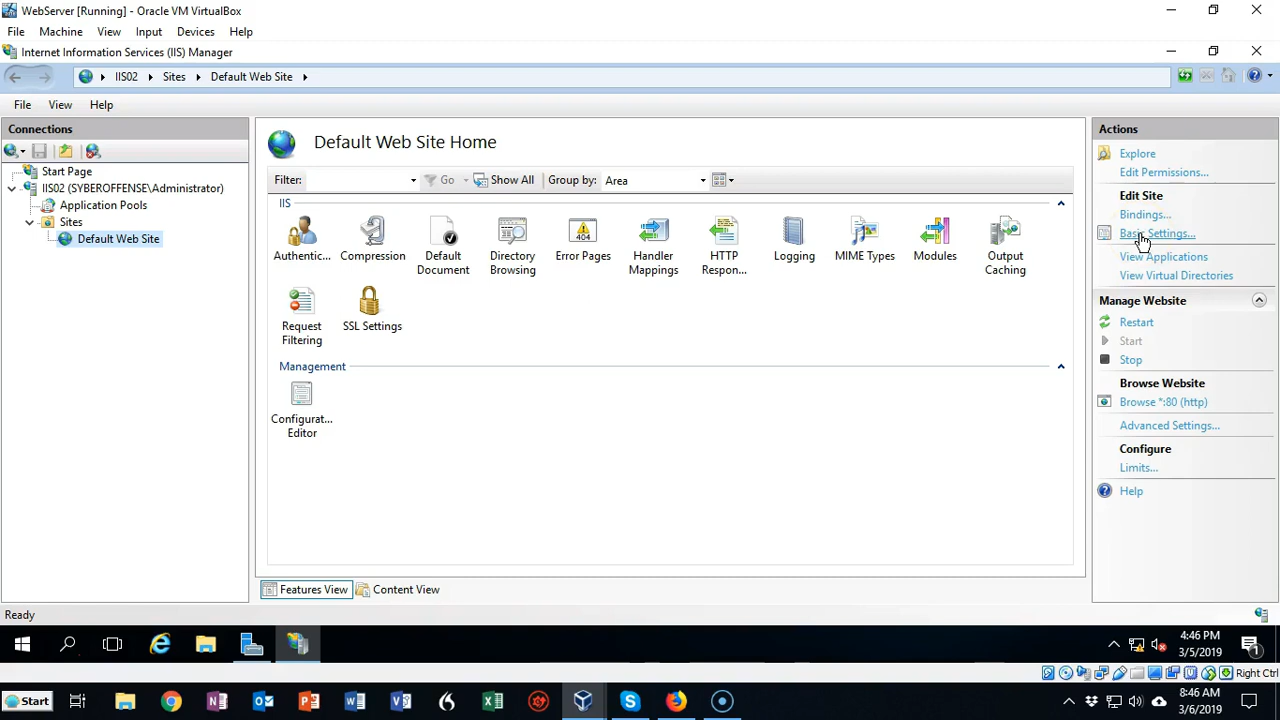 WebServer [Running] - Oracle VM VirtualBox
File Machine View Input Devices Help
Internet Information Services (IIS) Manager
IIS02 Sites Default Web Site
File View Help
Connections
Start Page
IIS02 (SYBEROFFENSE\Administrator)
Application Pools
Sites
Default Web Site
Default Web Site Home
Filter: Go Show All Group by: Area
IIS
Authentic...
Compression
Default
Document
Directory
Browsing
404
Error Pages
Handler
Mappings
HTTP
Respon...
Logging
MIME Types
Modules
Output
Caching
Request
Filtering
SSL Settings
Management
Configurat...
Editor
Features View Content View
Actions
Explore
Edit Permissions...
Edit Site
Bindings...
Basic Settings...
View Applications
View Virtual Directories
Manage Website
Restart
Start
Stop
Browse Website
Browse *:80 (http)
Advanced Settings...
Configure
Limits...
Help
Ready
4:46 PM
3/5/2019
1
Right Ctrl
Start
8:46 AM
3/6/2019